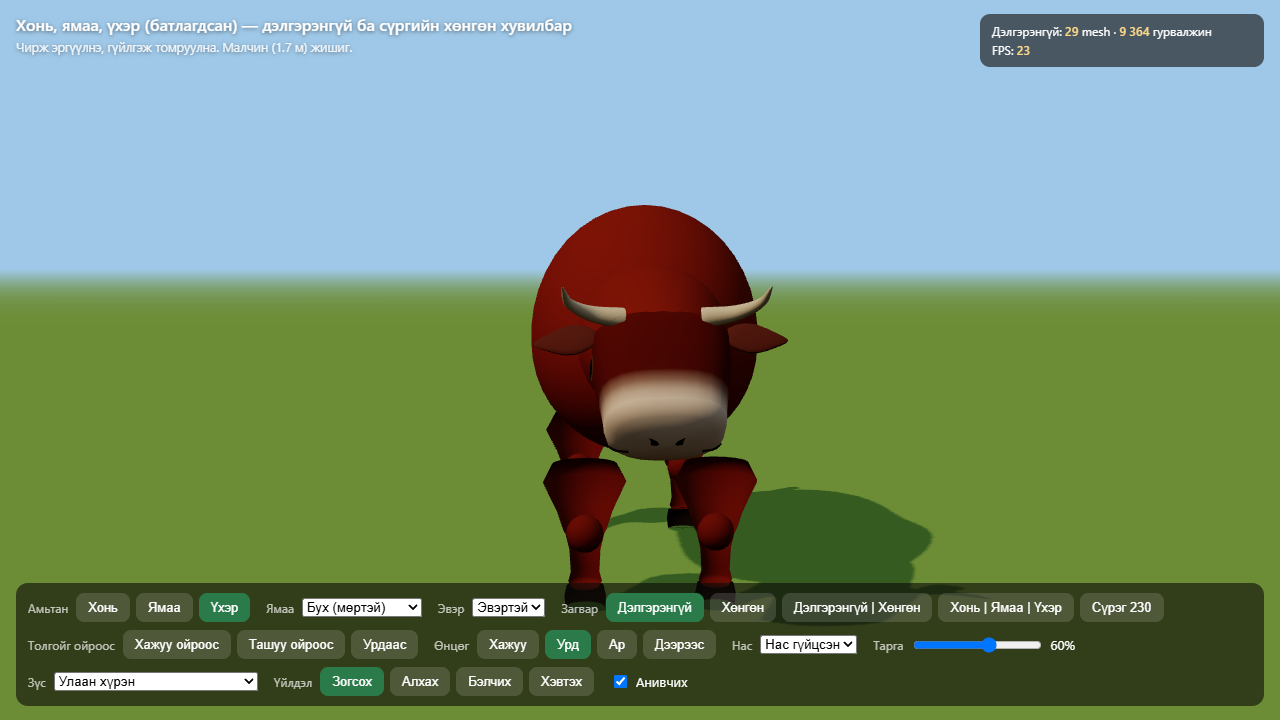 Хонь, ямаа, үхэр (батлагдсан) — дэлгэрэнгүй ба сүргийн хөнгөн хувилбар
Чирж эргүүлнэ, гүйлгэж томруулна. Малчин (1.7 м) жишиг.
Дэлгэрэнгүй: 29 mesh · 9 364 гурвалжин
FPS: 23
Амьтан Хонь Ямаа Үхэр Ямаа Бух (мөртэй) Эвэр Эвэртэй Загвар Дэлгэрэнгүй Хөнгөн Дэлгэрэнгүй | Хөнгөн Хонь | Ямаа | Үхэр Сүрэг 230
Толгойг ойроос Хажуу ойроос Ташуу ойроос Урдаас Өнцөг Хажуу Урд Ар Дээрээс Нас Нас гүйцсэн Тарга 60%
Зүс Улаан хүрэн Үйлдэл Зогсох Алхах Бэлчих Хэвтэх Анивчих